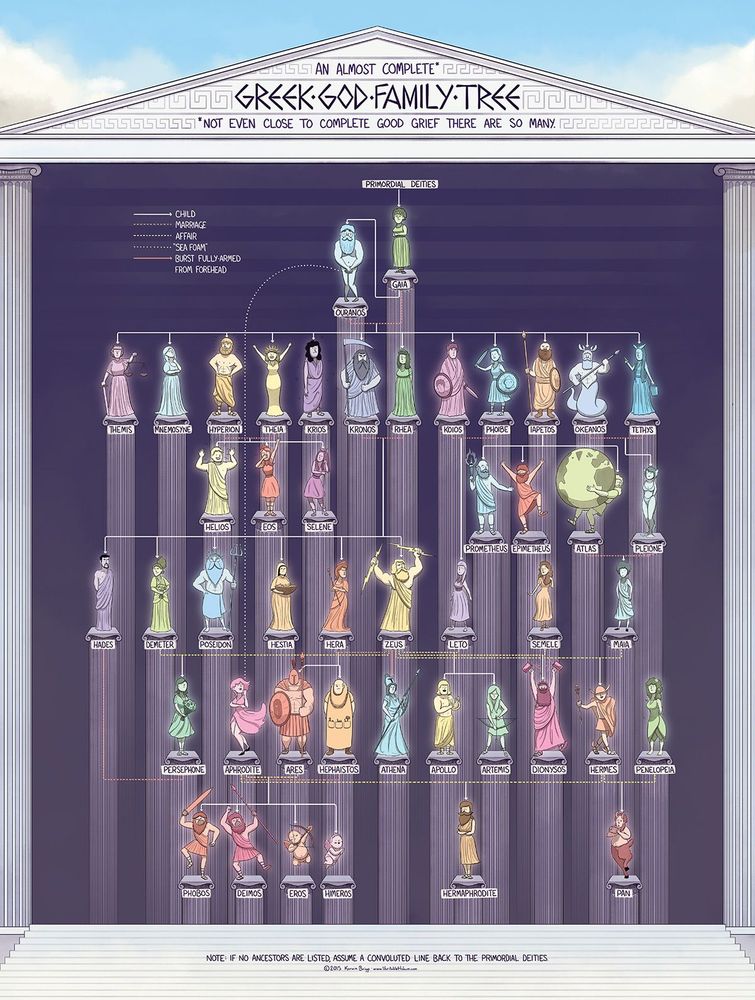 AN ALMOST COMPLETE*
GREEK·GOD·FAMILY·TREE
*NOT EVEN CLOSE TO COMPLETE GOOD GRIEF THERE ARE SO MANY.
PRIMORDIAL DEITIES
CHILD
MARRIAGE
AFFAIR
"SEA FOAM"
BURST FULLY-ARMED
FROM FOREHEAD
GAIA
OURANOS
THEMIS MNEMOSYNE HYPERION THEIA KRIOS KRONOS RHEA KOIOS PHOIBE IAPETOS OKEANOS TETHYS
HELIOS EOS SELENE
PROMETHEUS EPIMETHEUS ATLAS PLEIONE
HADES DEMETER POSEIDON HESTIA HERA ZEUS LETO SEMELE MAIA
PERSEPHONE APHRODITE ARES HEPHAISTOS ATHENA APOLLO ARTEMIS DIONYSOS HERMES PENELOPEIA
PHOBOS DEIMOS EROS HIMEROS HERMAPHRODITE PAN
NOTE: IF NO ANCESTORS ARE LISTED, ASSUME A CONVOLUTED LINE BACK TO THE PRIMORDIAL DEITIES.
©2015